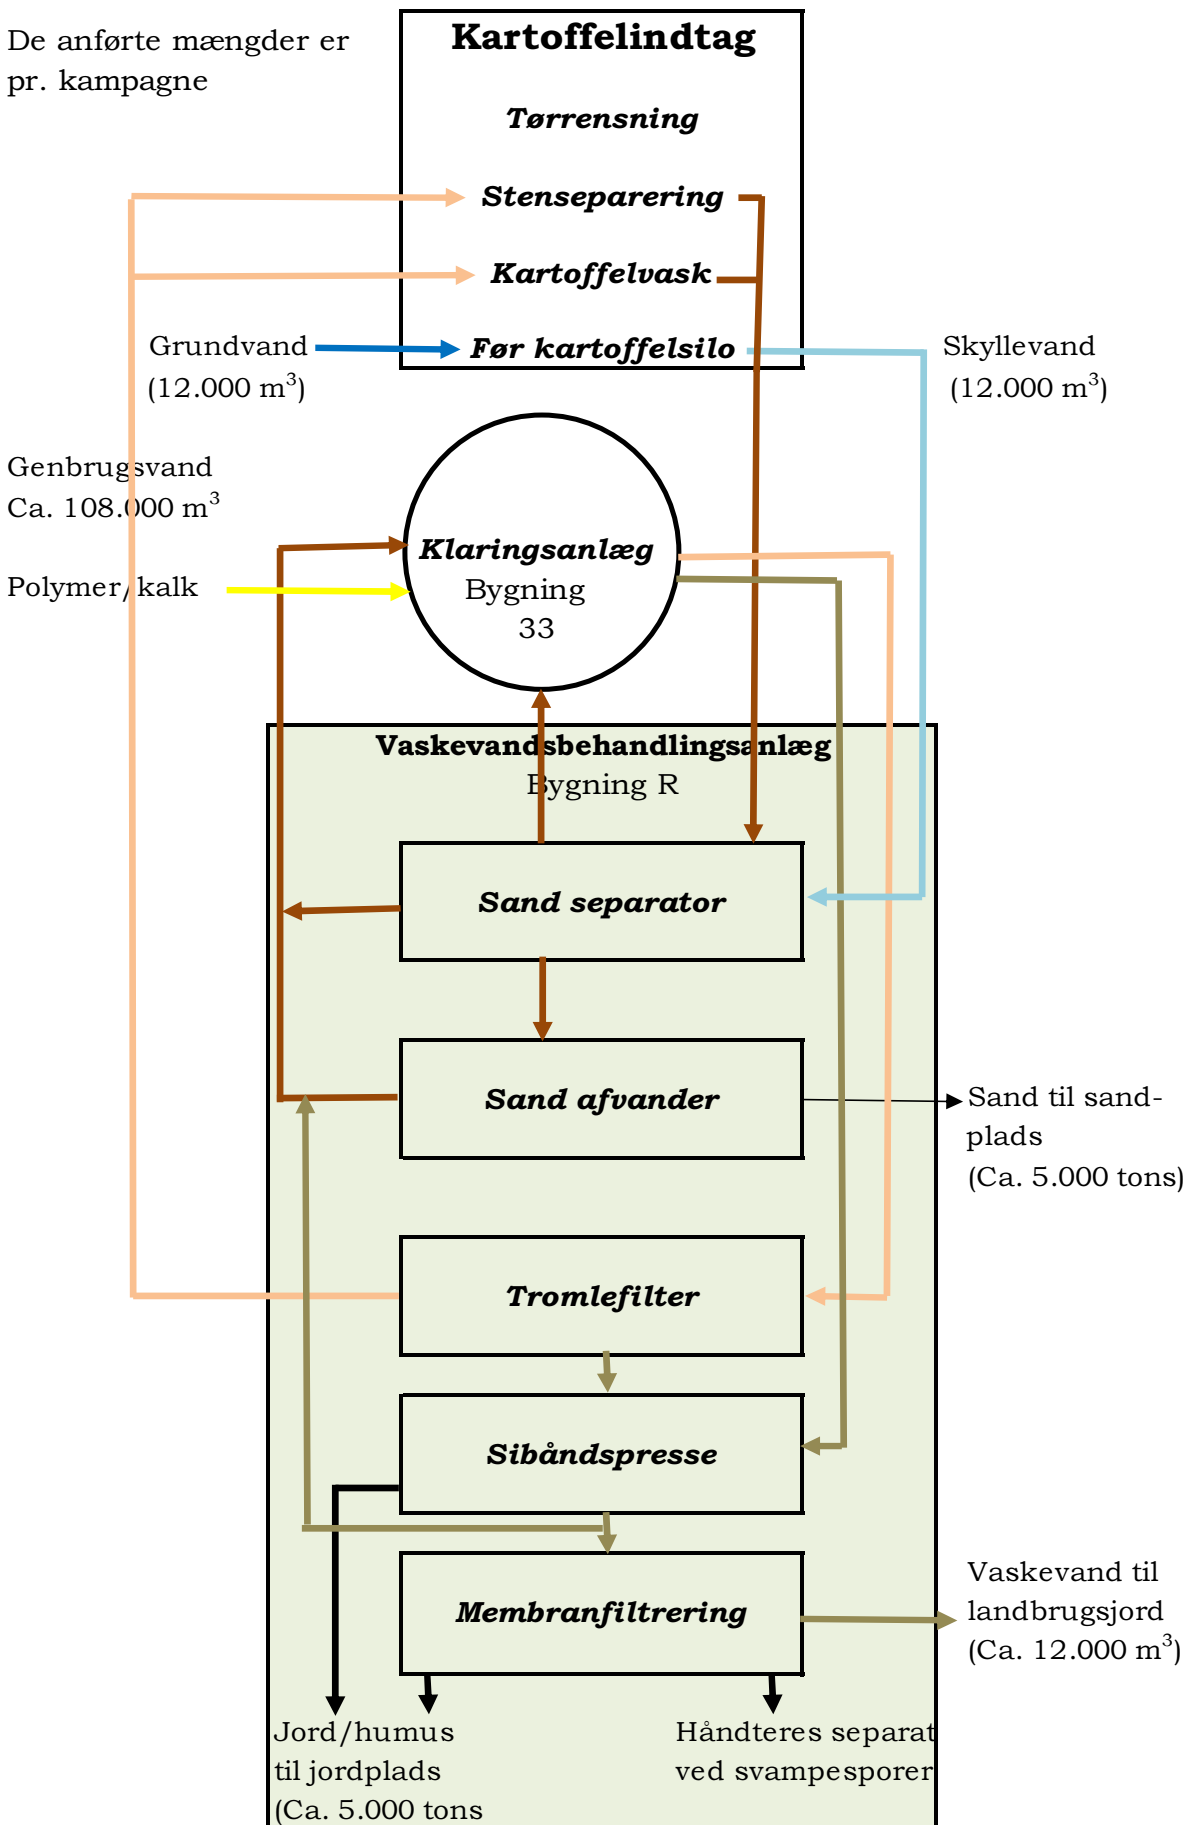 De anførte mængder er
pr. kampagne
Kartoffelindtag
Tørrensning
Stenseparering
Kartoffelvask
Før kartoffelsilo
Grundvand
(12.000 m³)
Skyllevand
(12.000 m³)
Genbrugsvand
Ca. 108.000 m³
Polymer/kalk
Klaringsanlæg
Bygning
33
Vaskevandsbehandlingsanlæg
Bygning R
Sand separator
Sand afvander
Sand til sand-
plads
(Ca. 5.000 tons)
Tromlefilter
Sibåndspresse
Membranfiltrering
Vaskevand til
landbrugsjord
(Ca. 12.000 m³)
Jord/humus
til jordplads
(Ca. 5.000 tons
Håndteres separat
ved svampesporer